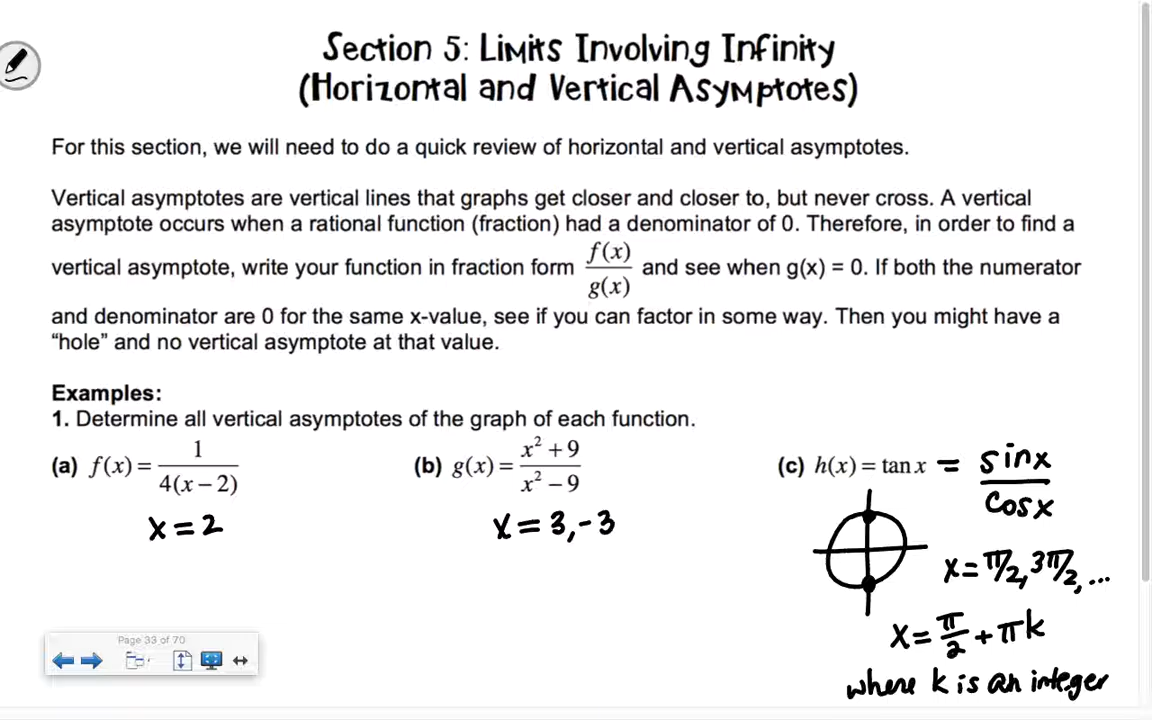 Section 5: Limits Involving Infinity
(Horizontal and Vertical Asymptotes)
For this section, we will need to do a quick review of horizontal and vertical asymptotes.
Vertical asymptotes are vertical lines that graphs get closer and closer to, but never cross. A vertical
asymptote occurs when a rational function (fraction) had a denominator of 0. Therefore, in order to find a
vertical asymptote, write your function in fraction form f(x)/g(x) and see when g(x) = 0. If both the numerator
and denominator are 0 for the same x-value, see if you can factor in some way. Then you might have a
“hole” and no vertical asymptote at that value.
Examples:
1. Determine all vertical asymptotes of the graph of each function.
(a) f(x) = 1/4(x − 2)
x = 2
(b) g(x) = x² + 9/x² − 9
x = 3, -3
(c) h(x) = tan x = sin x/cos x
x = π/2, 3π/2, ...
x = π/2 + πk
where k is an integer
Page 33 of 70